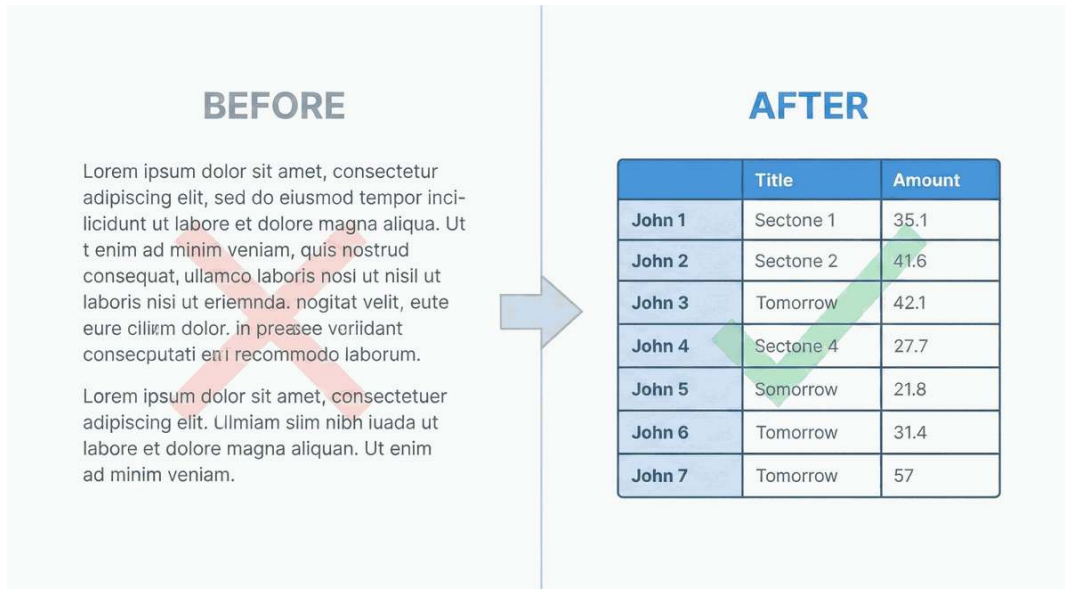 BEFORE
Lorem ipsum dolor sit amet, consectetur
adipiscing elit, sed do eiusmod tempor inci-
licidunt ut labore et dolore magna aliqua. Ut
t enim ad minim veniam, quis nostrud
consequat, ullamco laboris nosl ut nisil ut
laboris nisi ut eriemnda. nogitat velit, eute
eure dolor. in veriidant
consecputati recommodo laborum.
Lorem ipsum dolor sit amet, consectetuer
adipiscing elit. slim nibh iuada ut
labore et dolore magna aliquan. Ut enim
ad minim veniam.
AFTER
Title Amount
John 1 Sectone 1 35.1
John 2 Sectone 2 41.6
John 3 Tomorrow 42.1
John 4 Sectone 4 27.7
John 5 Somorrow 21.8
John 6 Tomorrow 31.4
John 7 Tomorrow 57